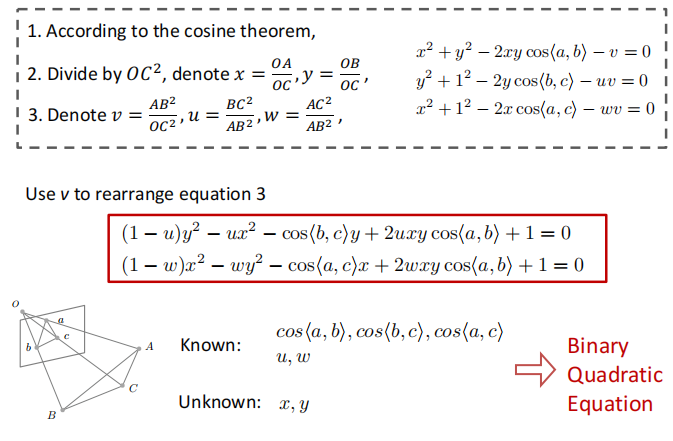 1. According to the cosine theorem,
2. Divide by OC², denote x = OA/OC, y = OB/OC,
3. Denote v = AB²/OC², u = BC²/AB², w = AC²/AB²,
x² + y² − 2xy cos⟨a, b⟩ − v = 0
y² + 1² − 2y cos⟨b, c⟩ − uv = 0
x² + 1² − 2x cos⟨a, c⟩ − wv = 0
Use v to rearrange equation 3
(1 − u)y² − ux² − cos⟨b, c⟩y + 2uxy cos⟨a, b⟩ + 1 = 0
(1 − w)x² − wy² − cos⟨a, c⟩x + 2wxy cos⟨a, b⟩ + 1 = 0
O
a
c
b
A
C
B
Known:
cos⟨a, b⟩, cos⟨b, c⟩, cos⟨a, c⟩
u, w
Unknown: x, y
Binary
Quadratic
Equation